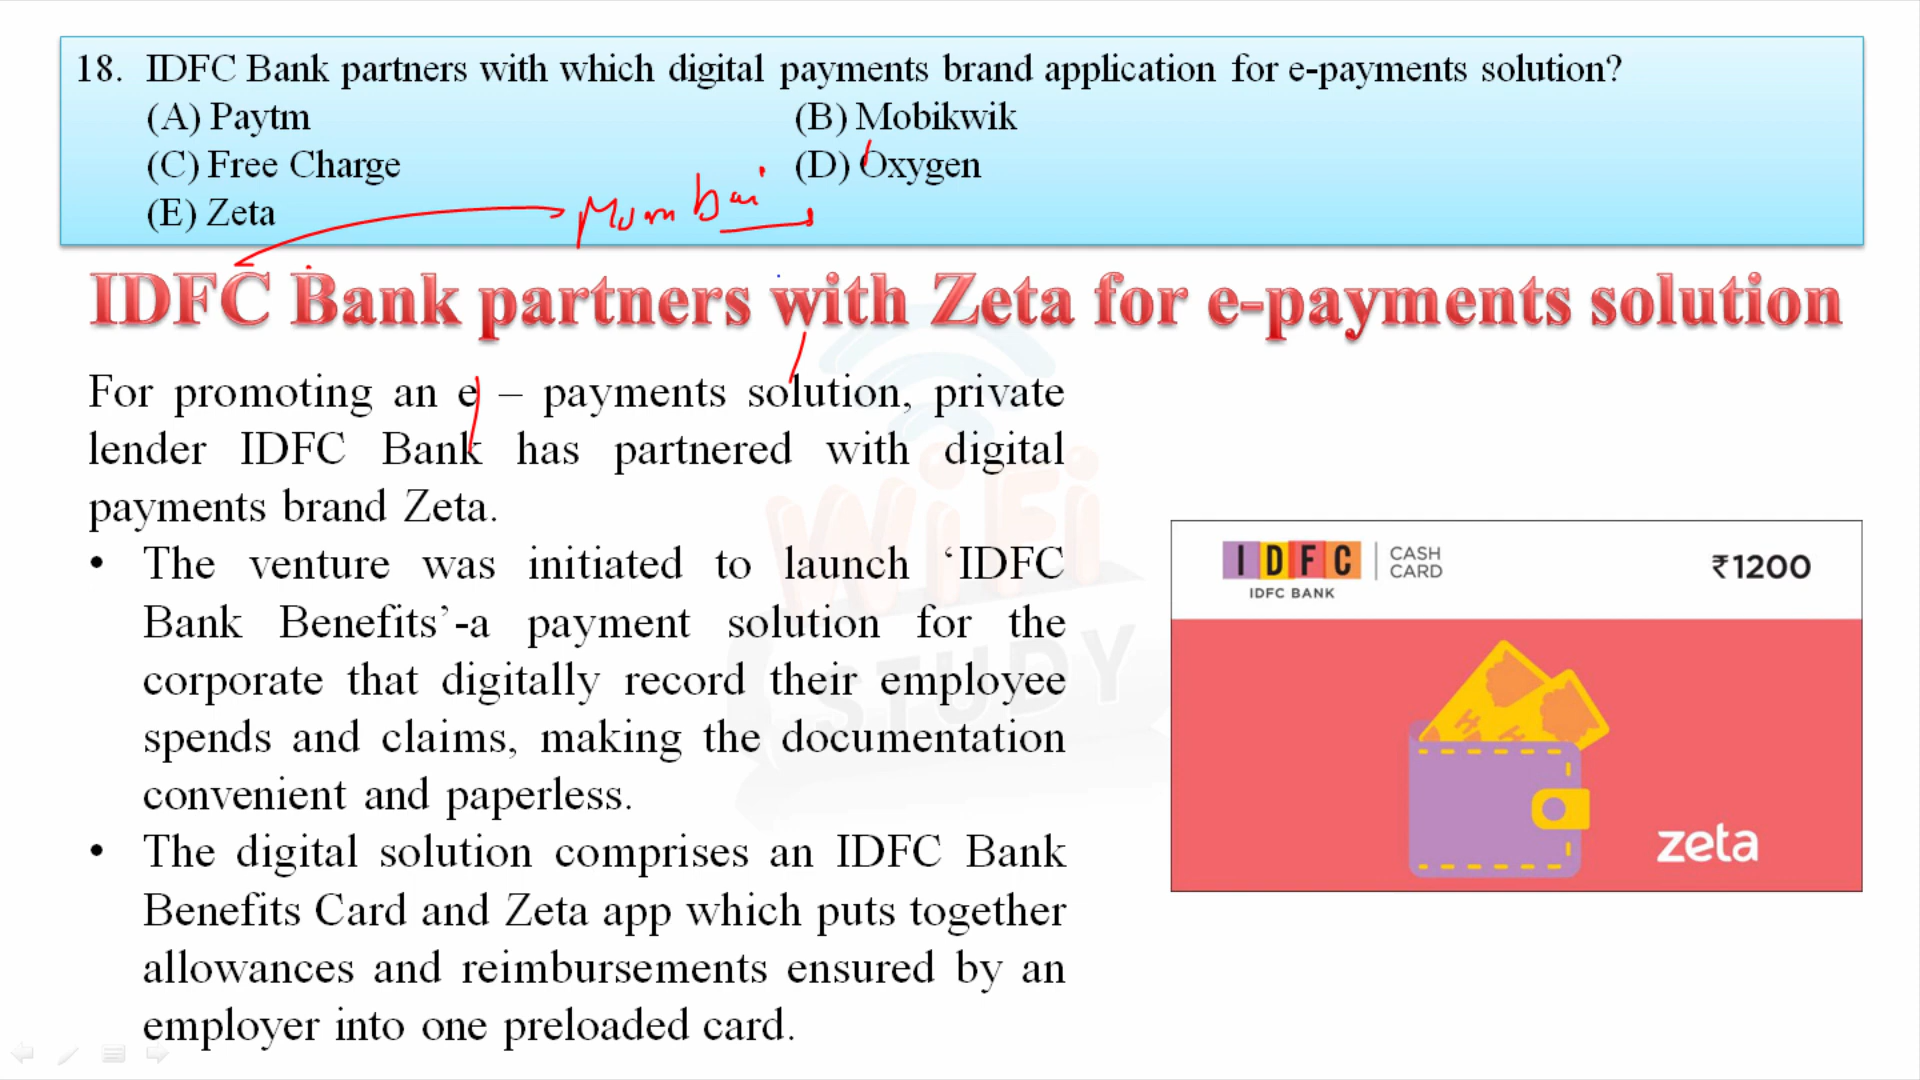 18. IDFC Bank partners with which digital payments brand application for e-payments solution?
(A) Paytm (B) Mobikwik
(C) Free Charge (D) Oxygen
(E) Zeta
Mumbai
IDFC Bank partners with Zeta for e-payments solution
For promoting an e – payments solution, private
lender IDFC Bank has partnered with digital
payments brand Zeta.
• The venture was initiated to launch ‘IDFC
Bank Benefits’-a payment solution for the
corporate that digitally record their employee
spends and claims, making the documentation
convenient and paperless.
• The digital solution comprises an IDFC Bank
Benefits Card and Zeta app which puts together
allowances and reimbursements ensured by an
employer into one preloaded card.
WiFi
STUDY
IDFC CASH
CARD ₹1200
IDFC BANK
zeta